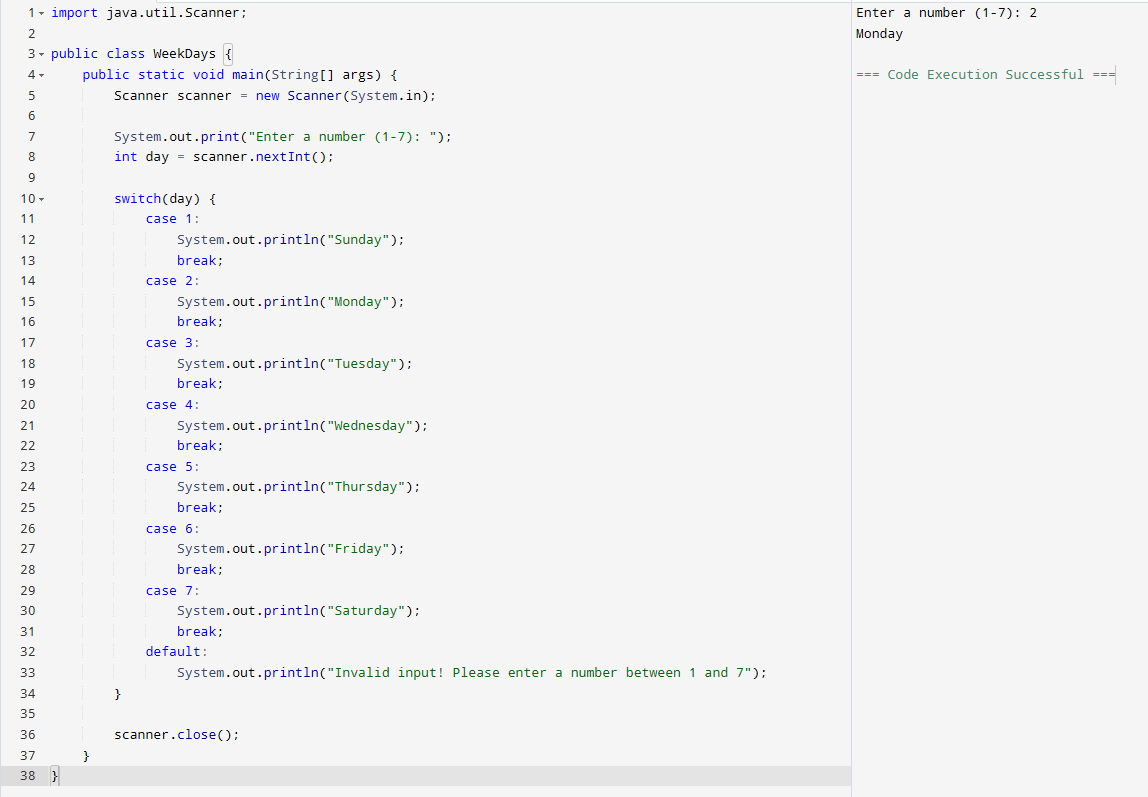 1 import java.util.Scanner;
2
3 public class WeekDays {
4     public static void main(String[] args) {
5         Scanner scanner = new Scanner(System.in);
6
7         System.out.print("Enter a number (1-7): ");
8         int day = scanner.nextInt();
9
10         switch(day) {
11             case 1:
12                 System.out.println("Sunday");
13                 break;
14             case 2:
15                 System.out.println("Monday");
16                 break;
17             case 3:
18                 System.out.println("Tuesday");
19                 break;
20             case 4:
21                 System.out.println("Wednesday");
22                 break;
23             case 5:
24                 System.out.println("Thursday");
25                 break;
26             case 6:
27                 System.out.println("Friday");
28                 break;
29             case 7:
30                 System.out.println("Saturday");
31                 break;
32             default:
33                 System.out.println("Invalid input! Please enter a number between 1 and 7");
34         }
35
36         scanner.close();
37     }
38 }
Enter a number (1-7): 2
Monday
=== Code Execution Successful ===